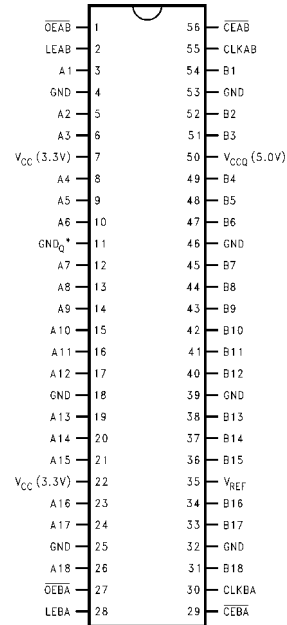 O̅E̅A̅B̅ 1 56 C̅E̅A̅B̅
LEAB 2 55 CLKAB
A1 3 54 B1
GND 4 53 GND
A2 5 52 B2
A3 6 51 B3
VCC (3.3V) 7 50 VCCQ (5.0V)
A4 8 49 B4
A5 9 48 B5
A6 10 47 B6
GNDQ* 11 46 GND
A7 12 45 B7
A8 13 44 B8
A9 14 43 B9
A10 15 42 B10
A11 16 41 B11
A12 17 40 B12
GND 18 39 GND
A13 19 38 B13
A14 20 37 B14
A15 21 36 B15
VCC (3.3V) 22 35 VREF
A16 23 34 B16
A17 24 33 B17
GND 25 32 GND
A18 26 31 B18
O̅E̅B̅A̅ 27 30 CLKBA
LEBA 28 29 C̅E̅B̅A̅